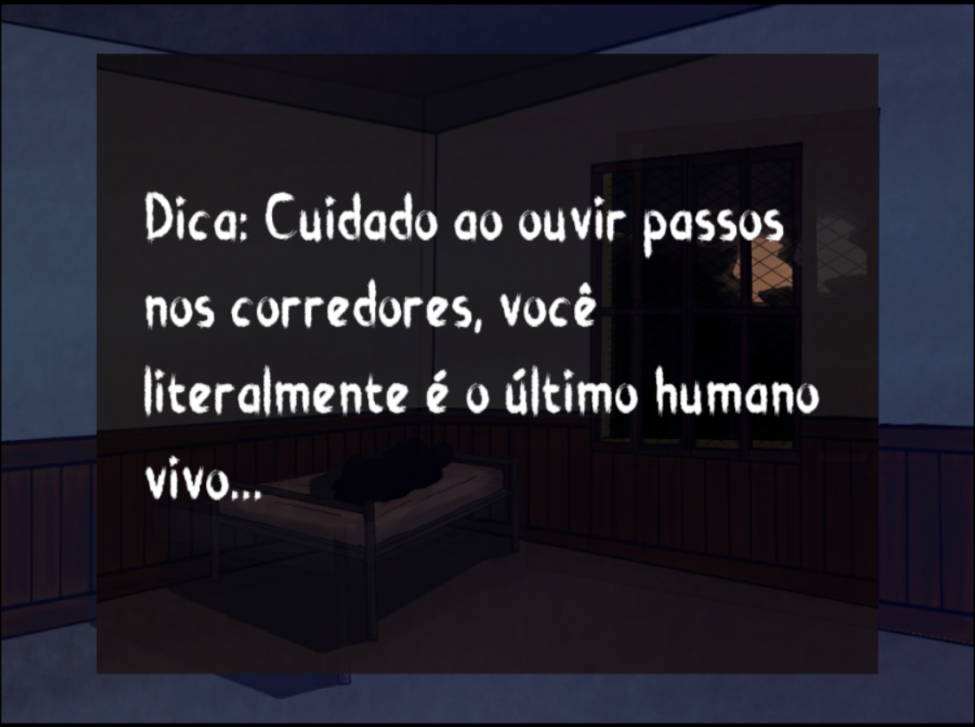 Dica: Cuidado ao ouvir passos
nos corredores, você
literalmente é o último humano
vivo...